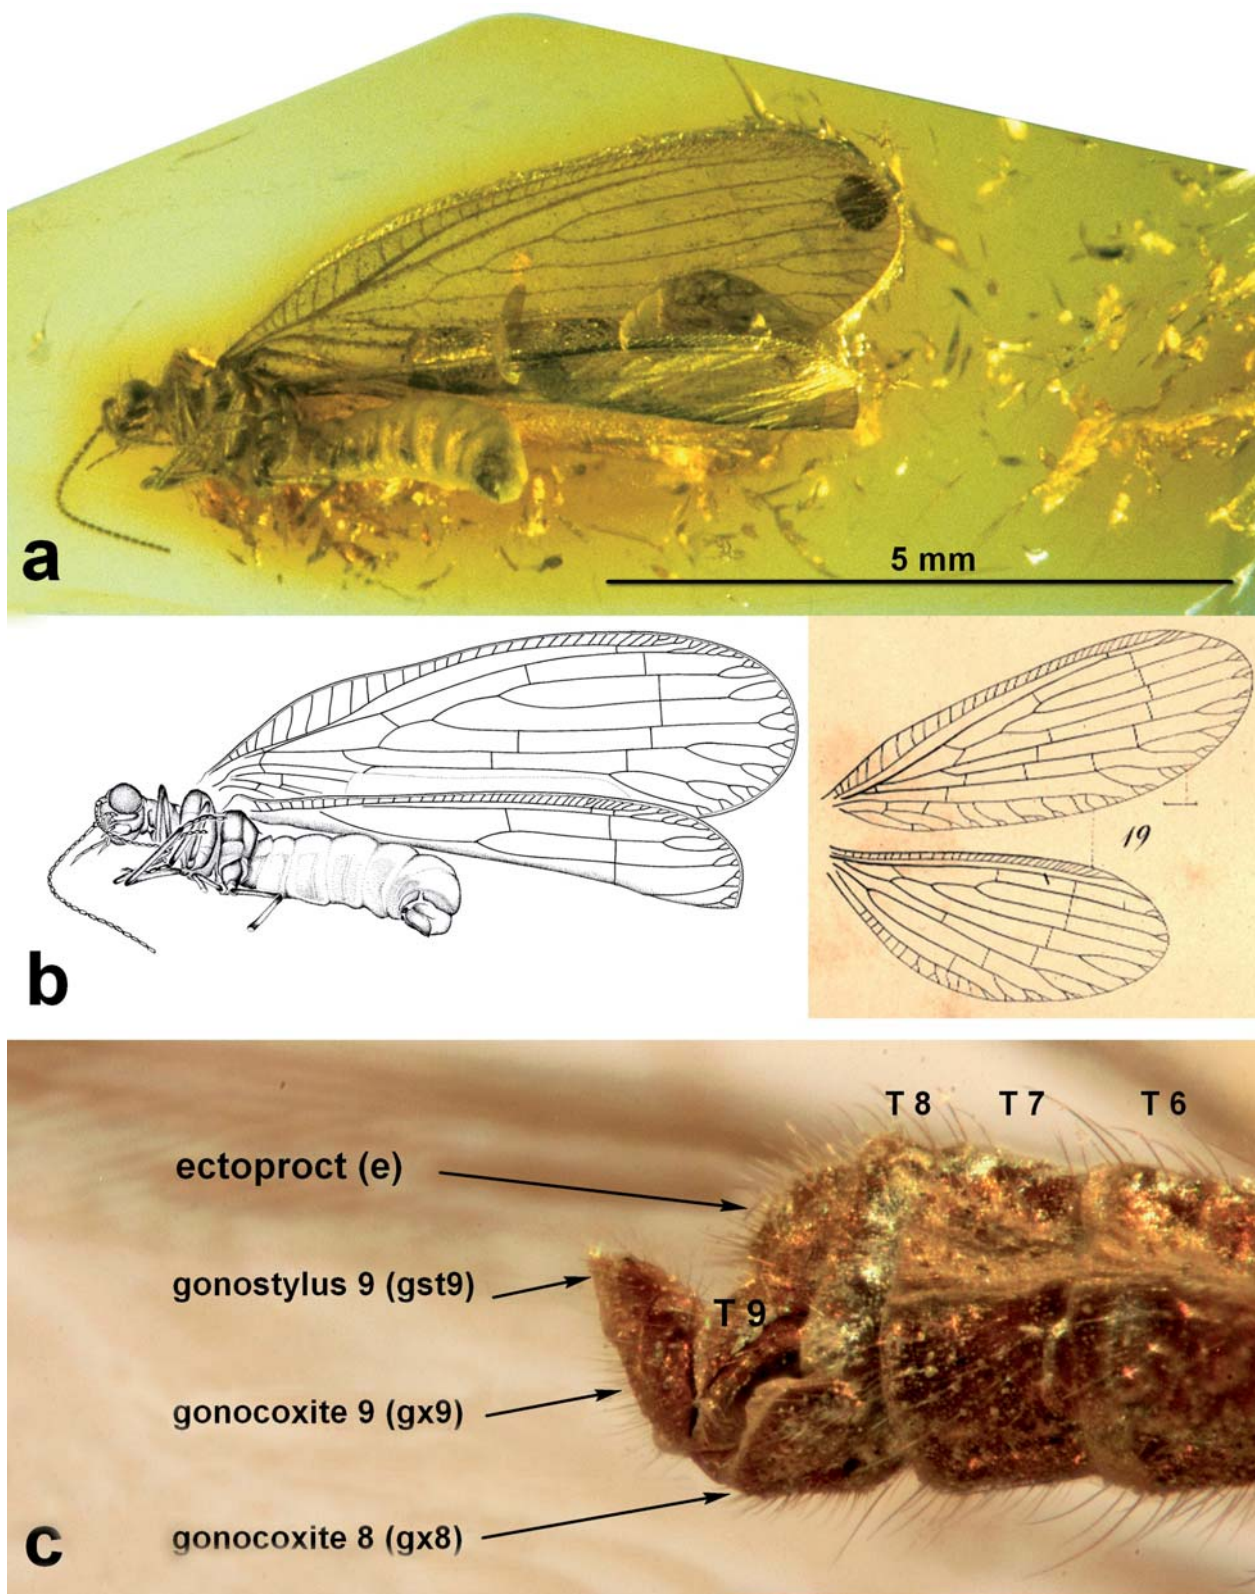 5 mm
a
b
19
T 8
T 7
T 6
ectoproct (e)
gonostylus 9 (gst9)
T 9
gonocoxite 9 (gx9)
gonocoxite 8 (gx8)
c